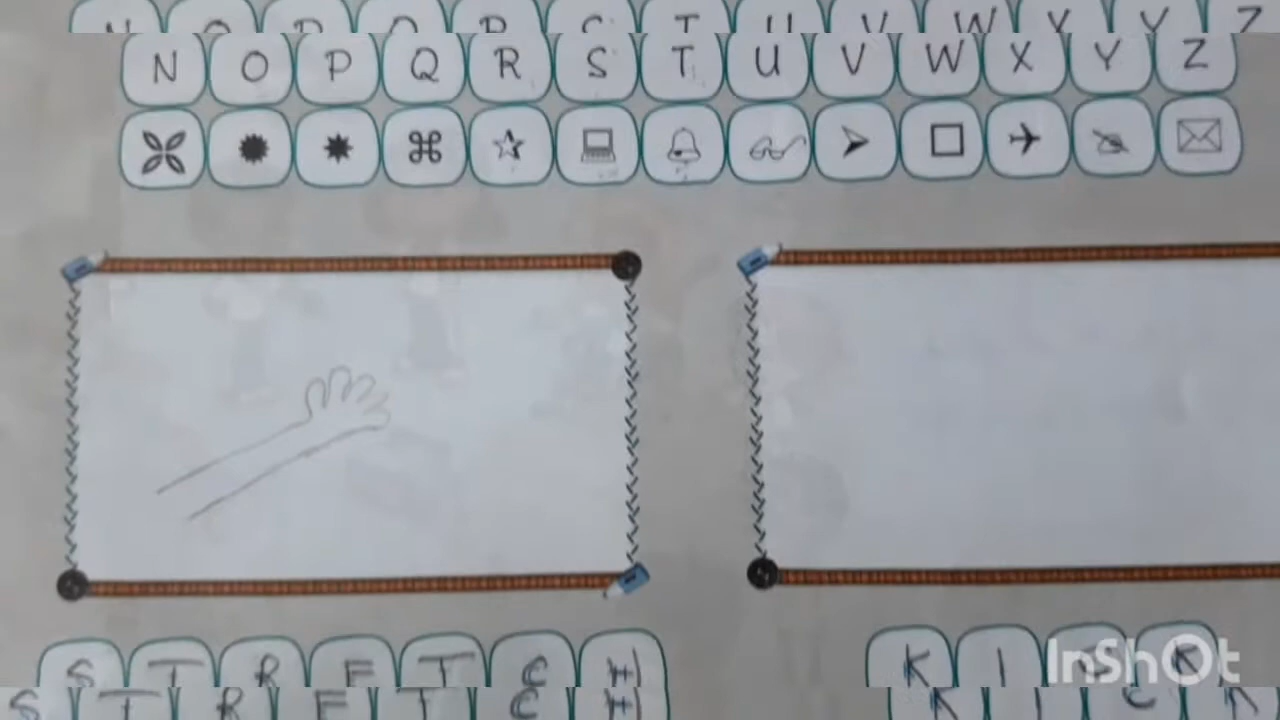 N O P Q R S T U V W X Y Z
N O P Q R S T U V W X Y Z
S T R E T C H K I C K
S T R E T C H K I C K
InShOt